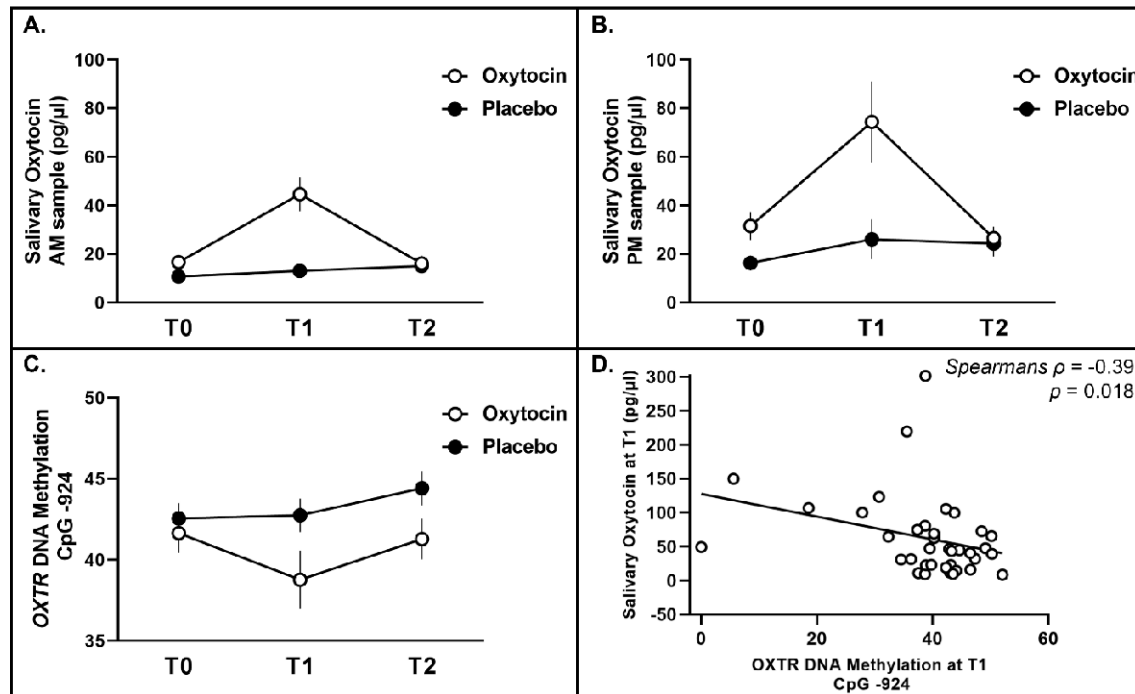 A.
Salivary Oxytocin
AM sample (pg/µl)
100
80
60
40
20
0
T0 T1 T2
Oxytocin
Placebo
B.
Salivary Oxytocin
PM sample (pg/µl)
100
80
60
40
20
0
T0 T1 T2
Oxytocin
Placebo
C.
OXTR DNA Methylation
CpG -924
50
45
40
35
T0 T1 T2
Oxytocin
Placebo
D.
Spearmans ρ = -0.39
p = 0.018
Salivary Oxytocin at T1 (pg/µl)
300
250
200
150
100
50
0
-50
0 20 40 60
OXTR DNA Methylation at T1
CpG -924